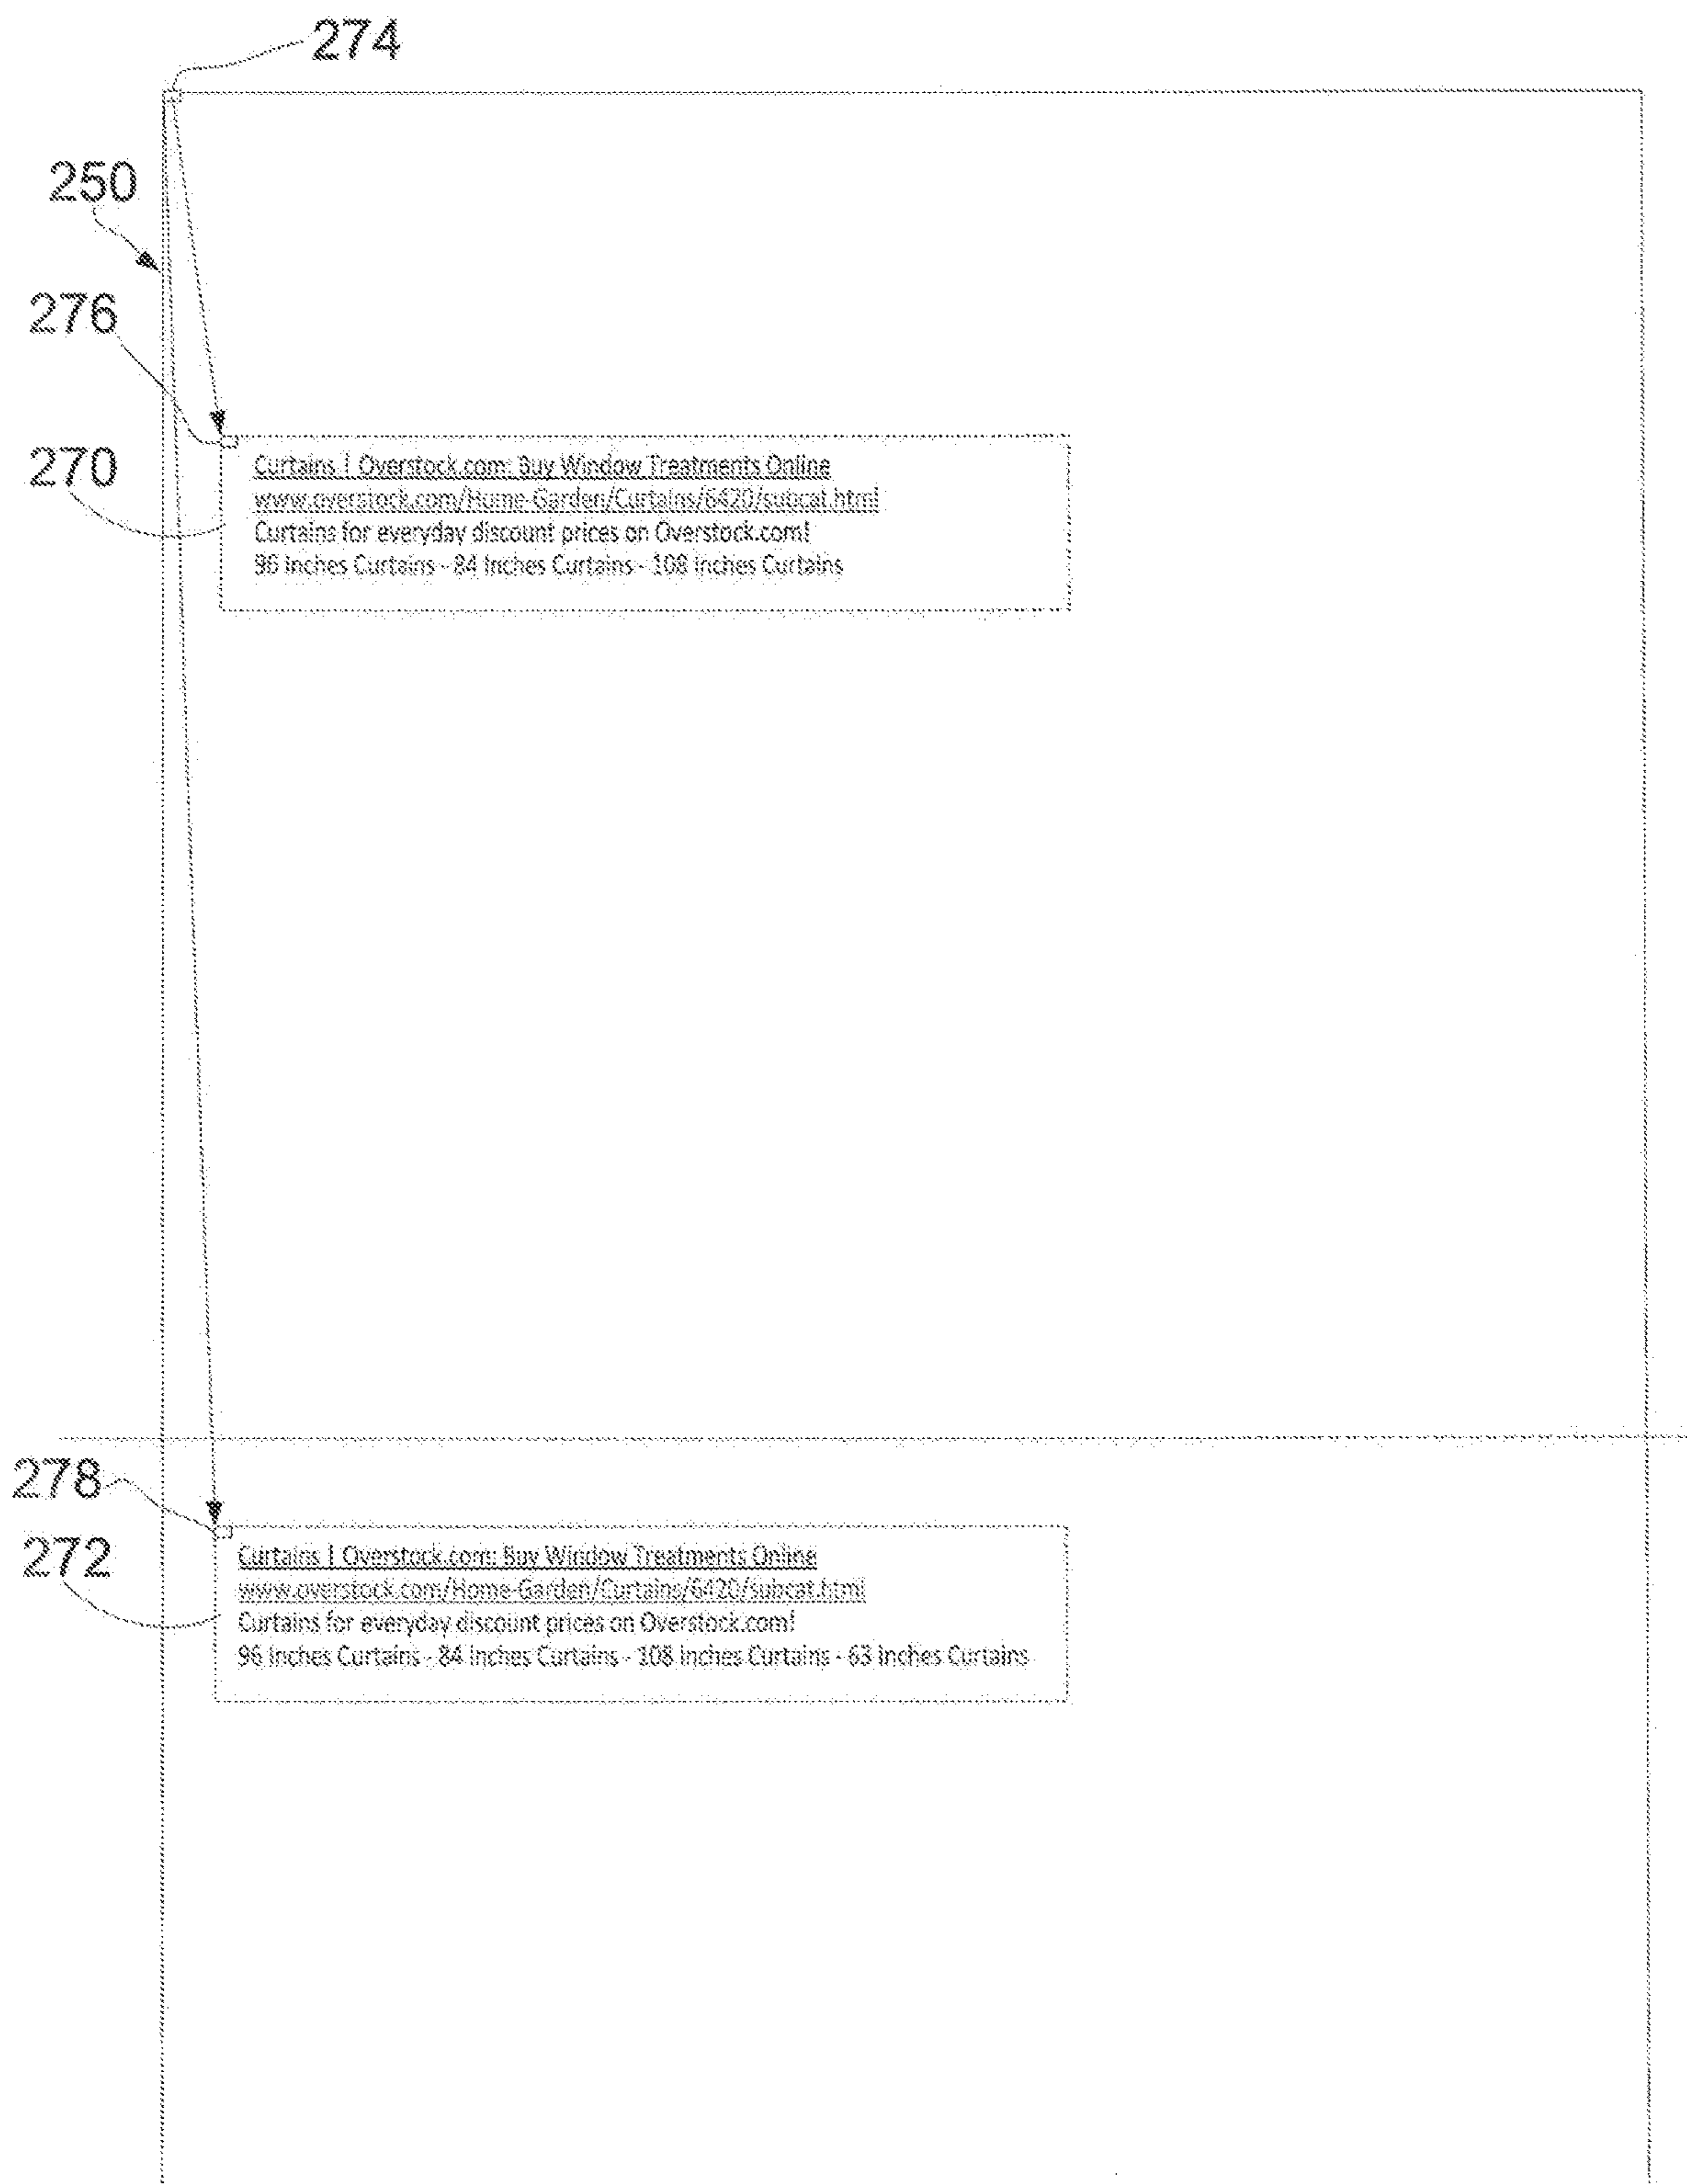 274
250
276
270
Curtains | Overstock.com: Buy Window Treatments Online
www.overstock.com/Home-Garden/Curtains/6420/subcat.html
Curtains for everyday discount prices on Overstock.com!
96 Inches Curtains - 84 Inches Curtains - 108 Inches Curtains
278
272
Curtains | Overstock.com: Buy Window Treatments Online
www.overstock.com/Home-Garden/Curtains/6420/subcat.html
Curtains for everyday discount prices on Overstock.com!
96 Inches Curtains - 84 Inches Curtains - 108 Inches Curtains - 63 Inches Curtains